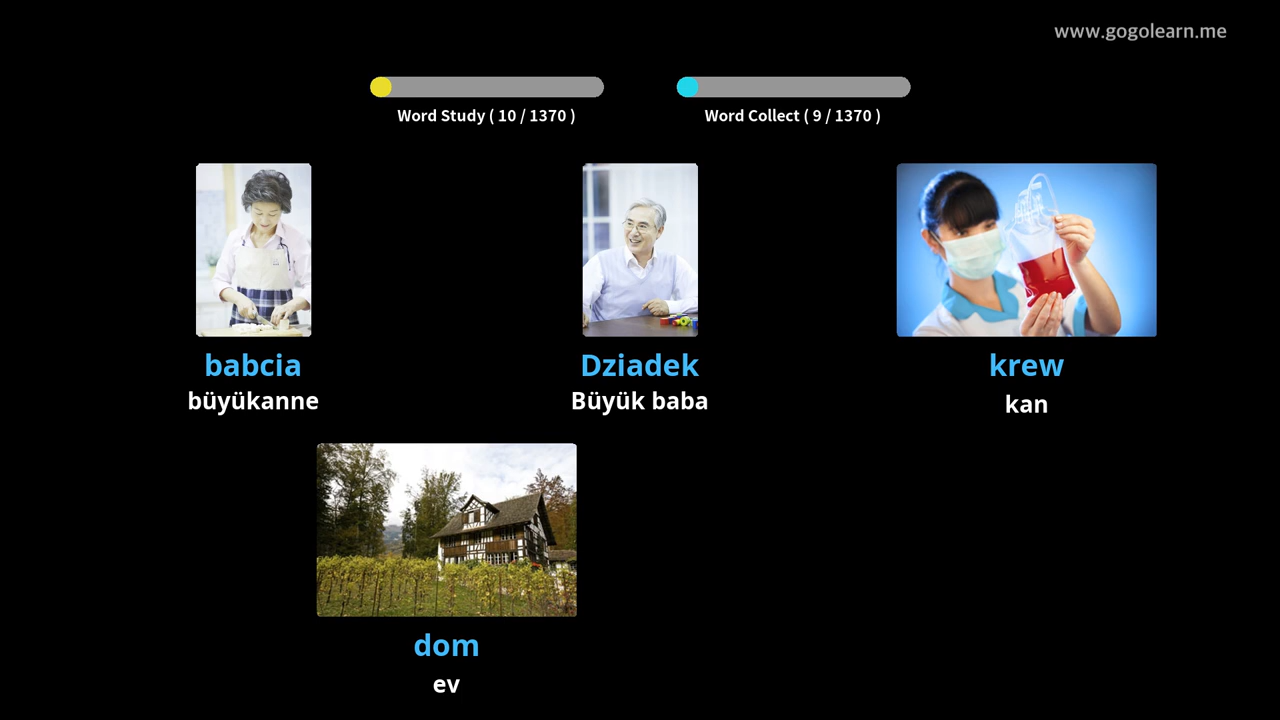 www.gogolearn.me
Word Study ( 10 / 1370 )
Word Collect ( 9 / 1370 )
babcia
büyükanne
Dziadek
Büyük baba
krew
kan
dom
ev